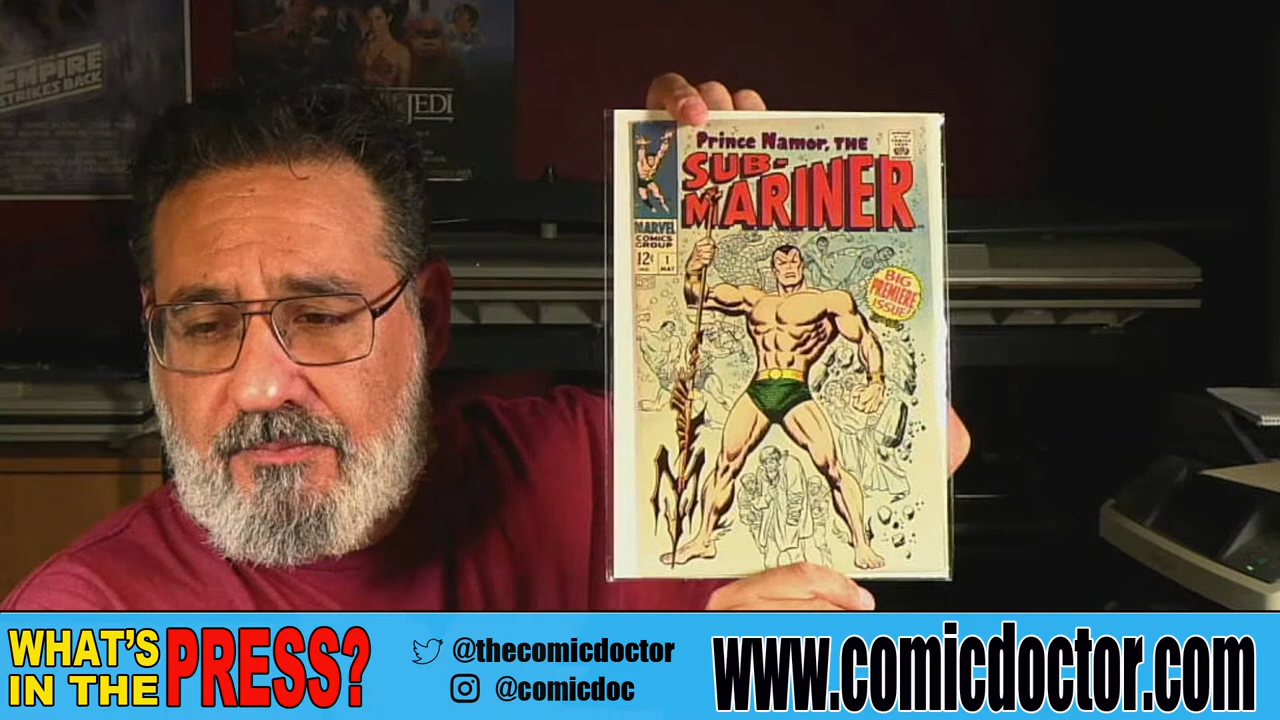 EMPIRE
STRIKES BACK
JEDI
Prince Namor, THE
SUB-
MARINER
MARVEL
COMICS
GROUP
12¢
1
MAY
BIG
PREMIERE
ISSUE!
WHAT'S
IN THE
PRESS?
@thecomicdoctor
@comicdoc
www.comicdoctor.com